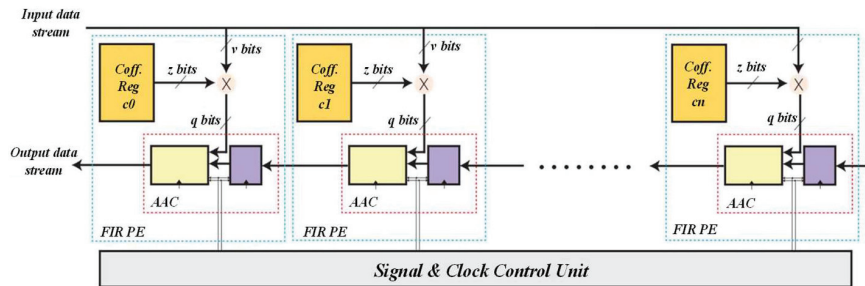 Input data
stream
v bits
v bits
Coff.
Reg
c0
z bits
X
Coff.
Reg
c1
z bits
X
Coff.
Reg
cn
z bits
X
q bits
q bits
q bits
Output data
stream
AAC
AAC
AAC
FIR PE
FIR PE
FIR PE
Signal & Clock Control Unit